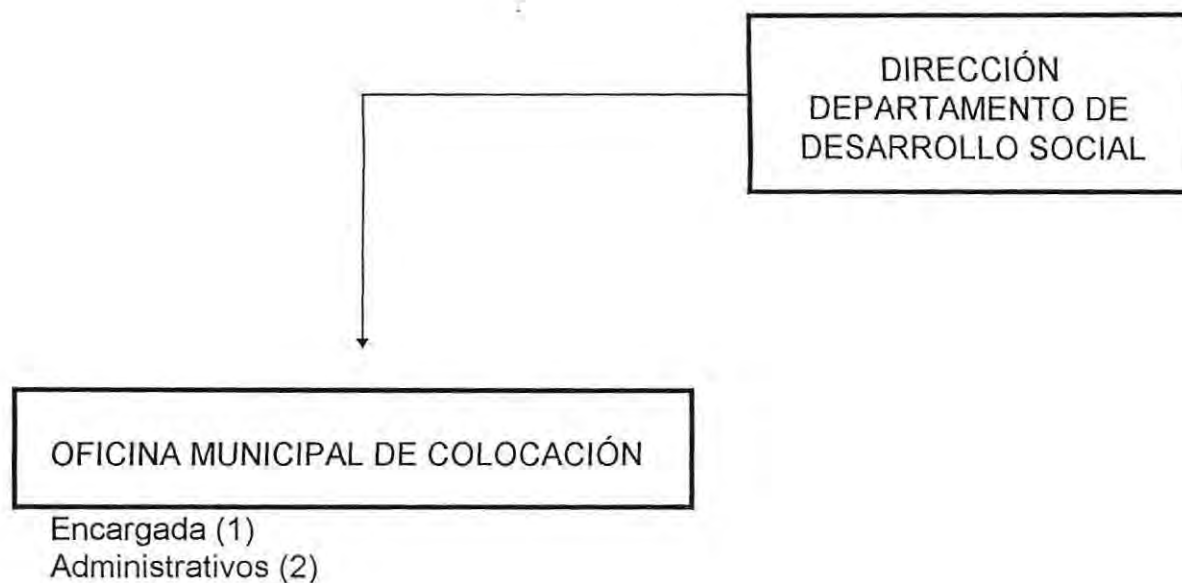 DIRECCIÓN
DEPARTAMENTO DE
DESARROLLO SOCIAL
OFICINA MUNICIPAL DE COLOCACIÓN
Encargada (1)
Administrativos (2)